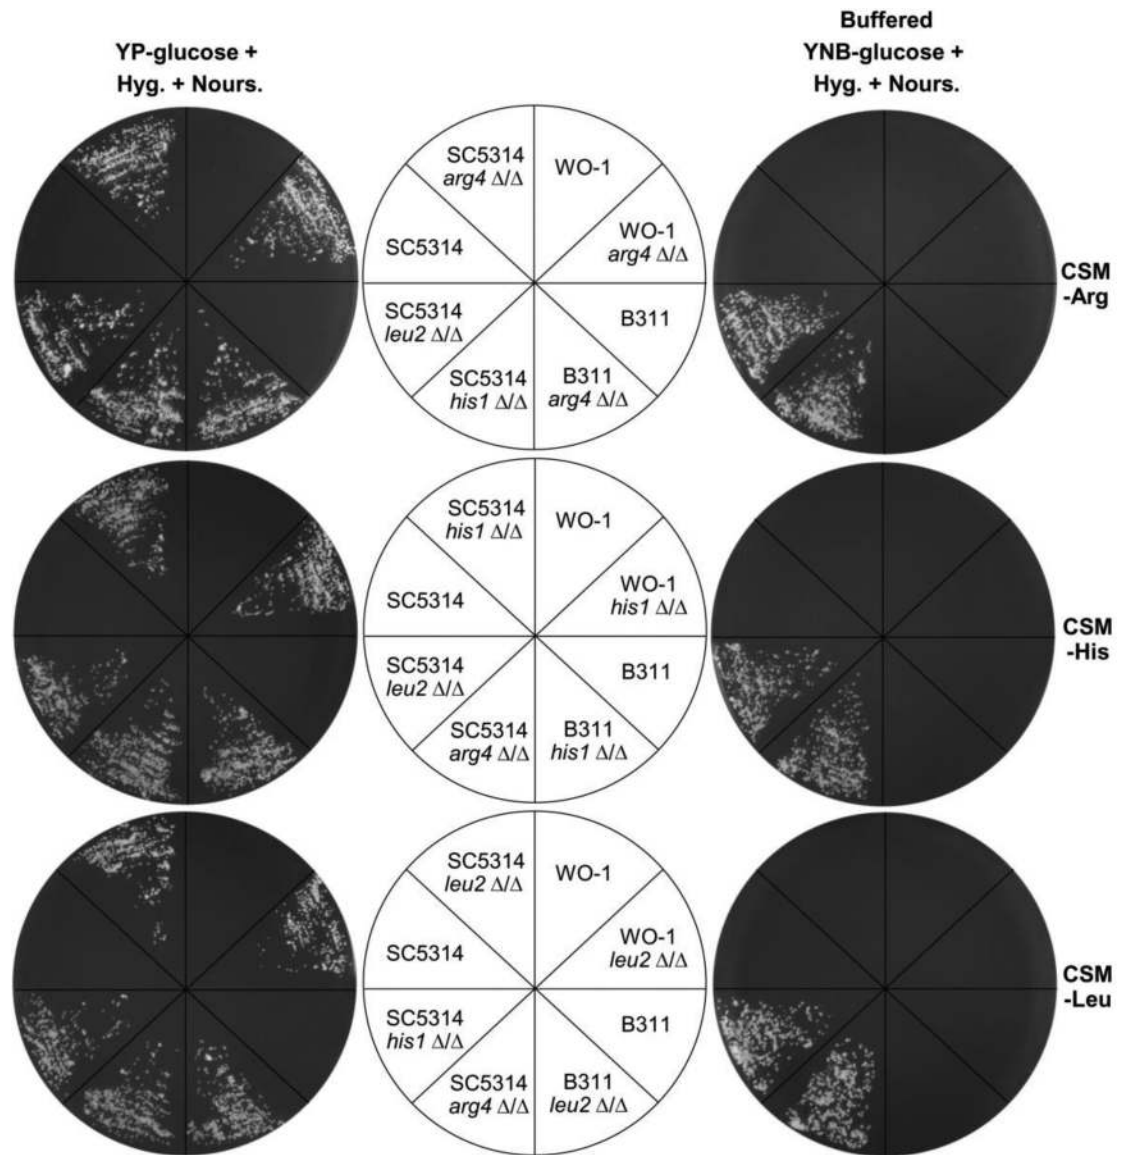 YP-glucose +
Hyg. + Nours.
Buffered
YNB-glucose +
Hyg. + Nours.
SC5314
arg4 Δ/Δ
WO-1
SC5314
WO-1
arg4 Δ/Δ
SC5314
leu2 Δ/Δ
B311
SC5314
his1 Δ/Δ
B311
arg4 Δ/Δ
CSM
-Arg
SC5314
his1 Δ/Δ
WO-1
SC5314
WO-1
his1 Δ/Δ
SC5314
leu2 Δ/Δ
B311
SC5314
arg4 Δ/Δ
B311
his1 Δ/Δ
CSM
-His
SC5314
leu2 Δ/Δ
WO-1
SC5314
WO-1
leu2 Δ/Δ
SC5314
his1 Δ/Δ
B311
SC5314
arg4 Δ/Δ
B311
leu2 Δ/Δ
CSM
-Leu